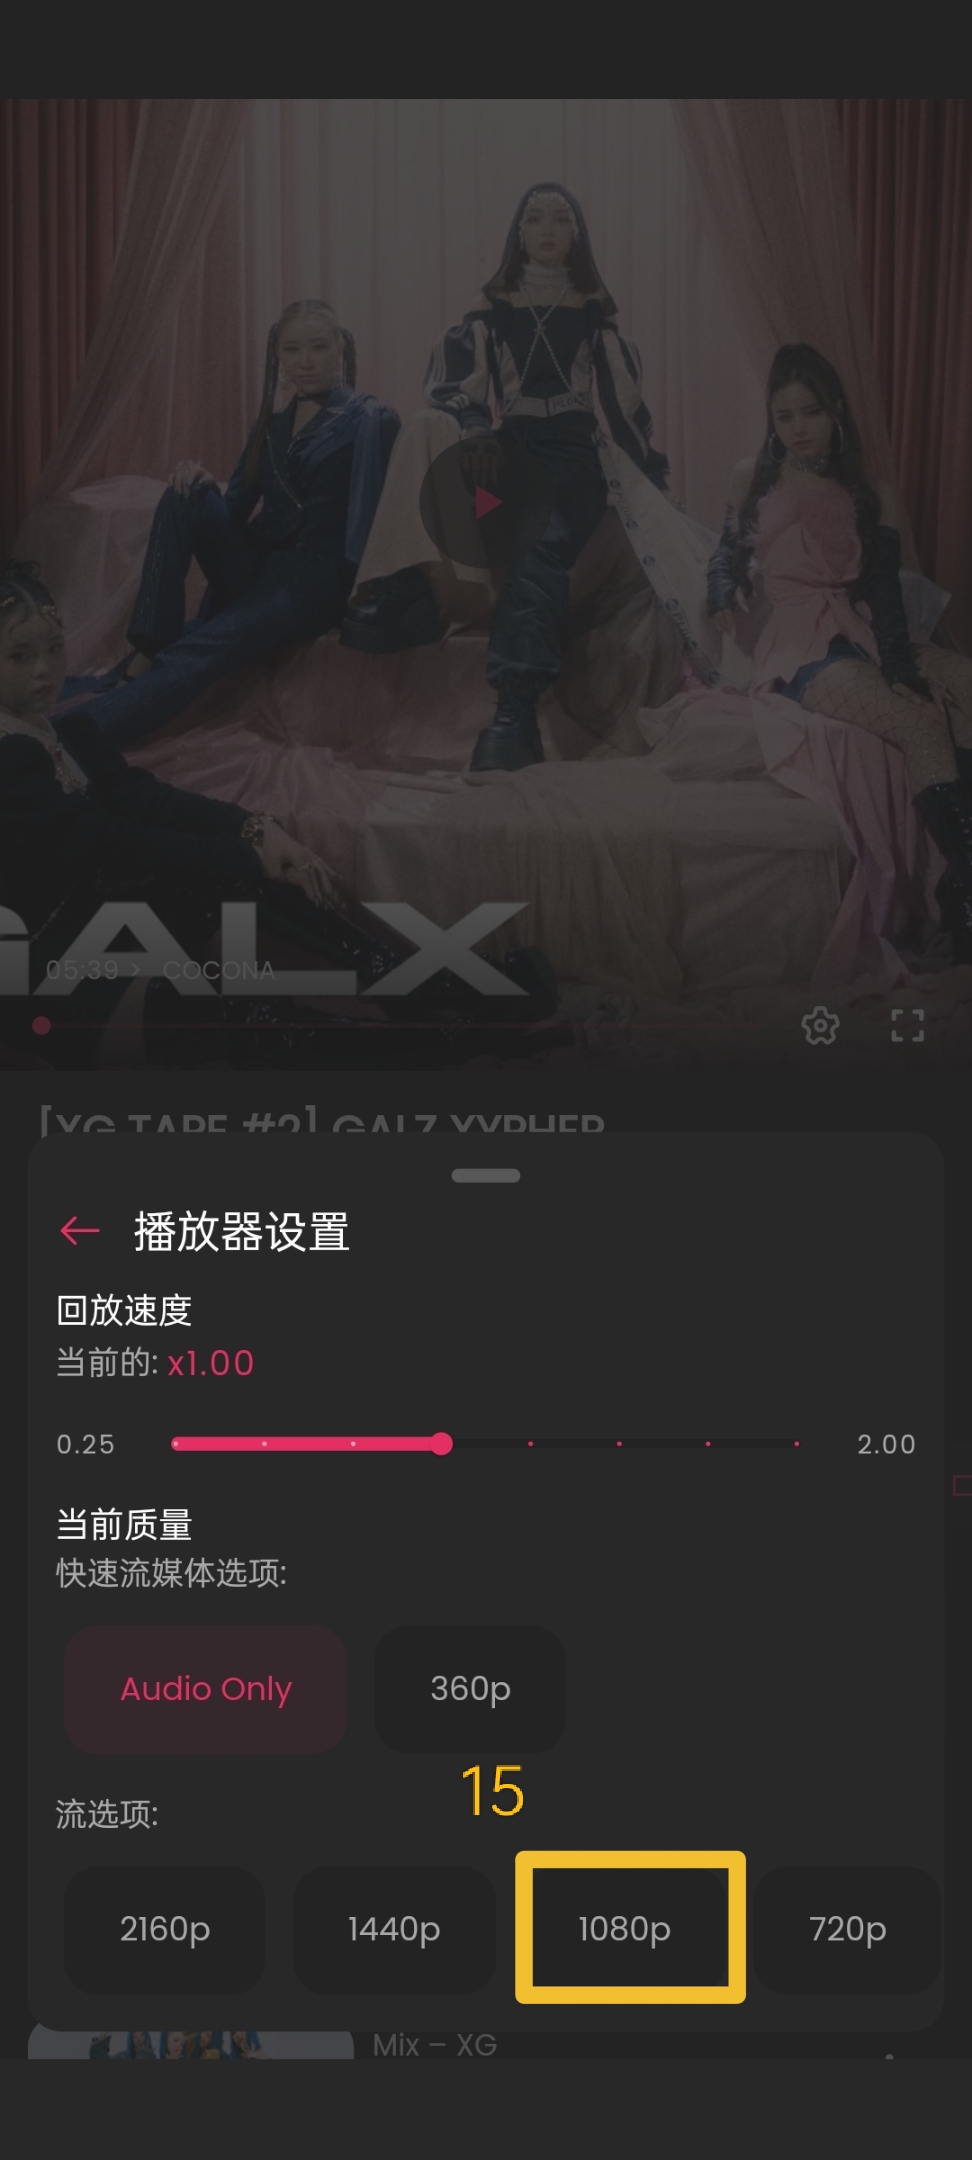 GALX
05:39 > COCONA
[XG TAPE #2] GALZ XYPHER
播放器设置
回放速度
当前的: x1.00
0.25 2.00
当前质量
快速流媒体选项:
Audio Only 360p
15
流选项:
2160p 1440p 1080p 720p
Mix – XG